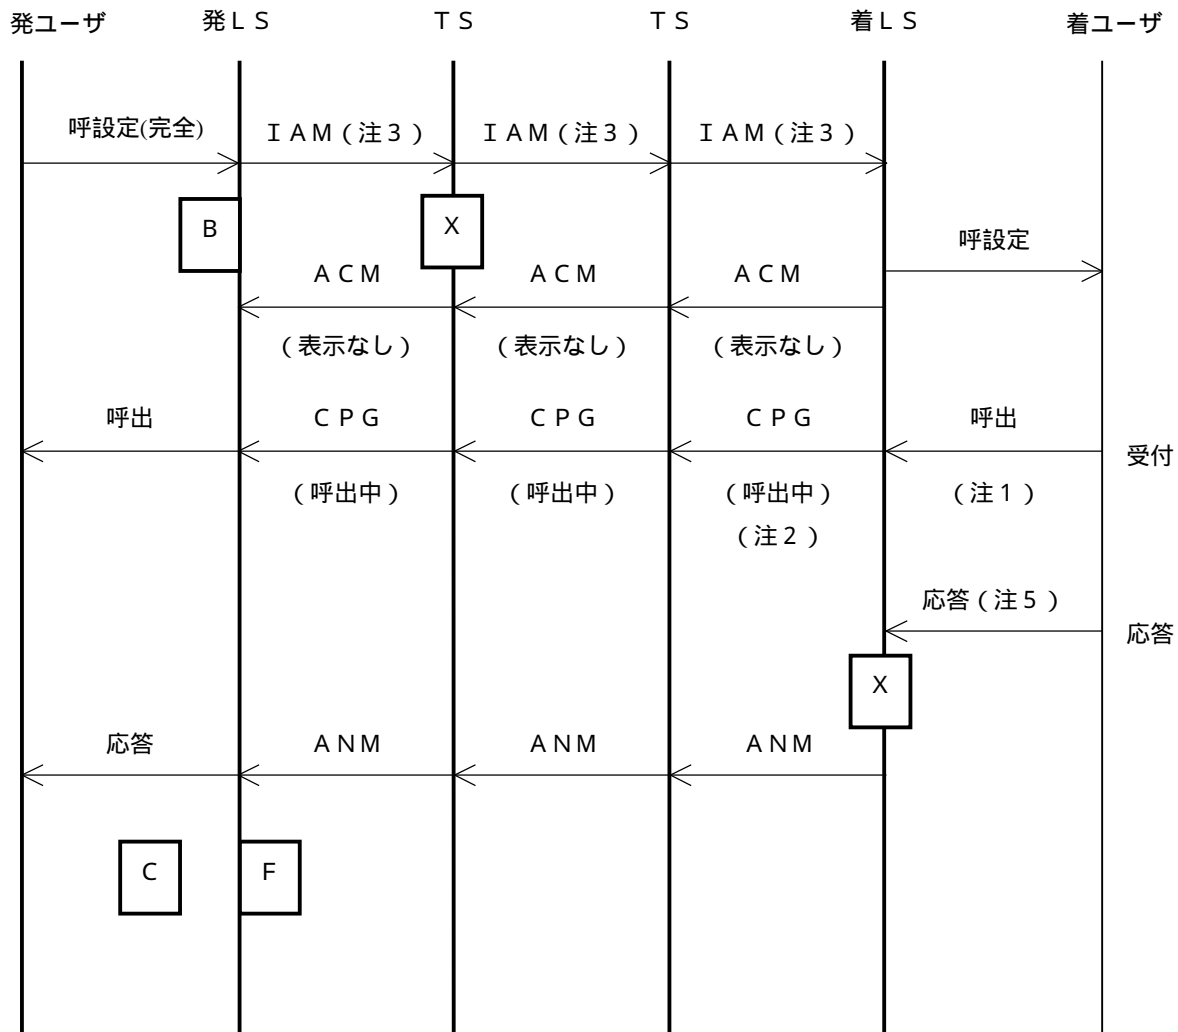 発ユーザ 発ＬＳ ＴＳ ＴＳ 着ＬＳ 着ユーザ
呼設定(完全) ＩＡＭ（注３） ＩＡＭ（注３） ＩＡＭ（注３）
B X 呼設定
ＡＣＭ ＡＣＭ ＡＣＭ
（表示なし） （表示なし） （表示なし）
呼出 ＣＰＧ ＣＰＧ ＣＰＧ 呼出
受付
（呼出中） （呼出中） （呼出中） （注１）
（注２）
応答（注５）
応答
X
応答 ＡＮＭ ＡＮＭ ＡＮＭ
C F